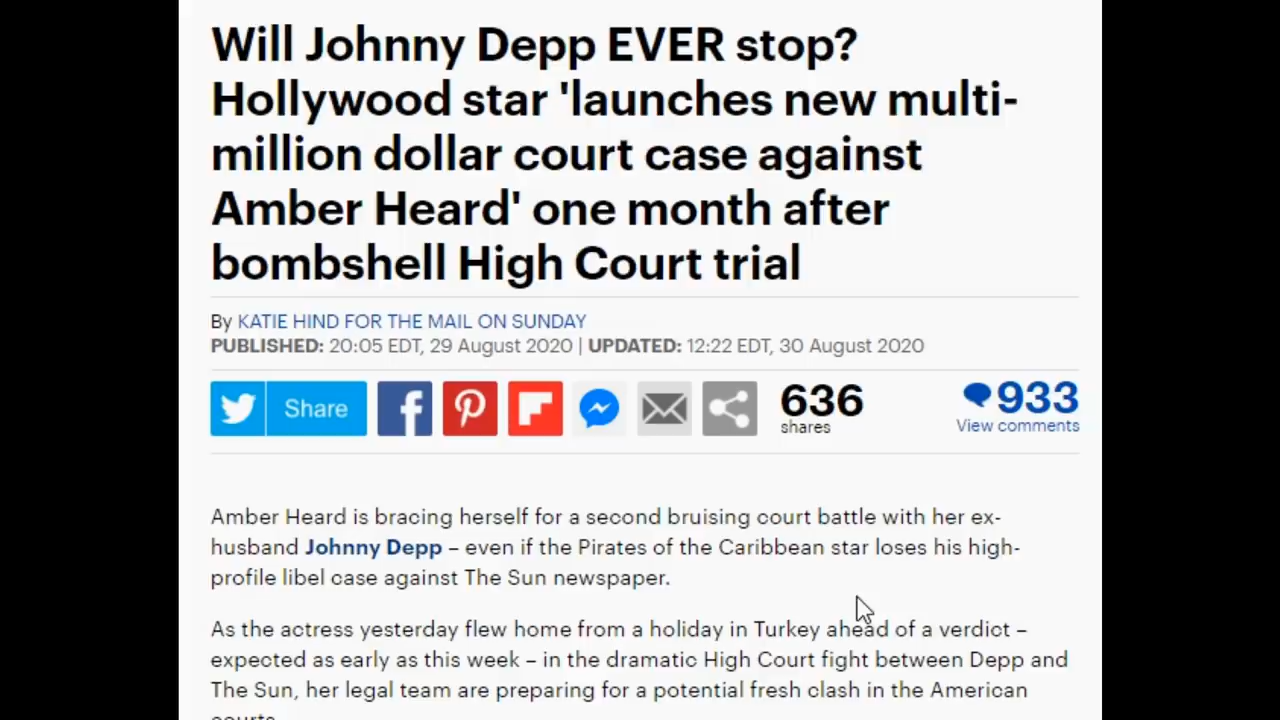 Will Johnny Depp EVER stop?
Hollywood star 'launches new multi-
million dollar court case against
Amber Heard' one month after
bombshell High Court trial
By KATIE HIND FOR THE MAIL ON SUNDAY
PUBLISHED: 20:05 EDT, 29 August 2020 | UPDATED: 12:22 EDT, 30 August 2020
Share
636
shares
933
View comments
Amber Heard is bracing herself for a second bruising court battle with her ex-
husband Johnny Depp – even if the Pirates of the Caribbean star loses his high-
profile libel case against The Sun newspaper.
As the actress yesterday flew home from a holiday in Turkey ahead of a verdict –
expected as early as this week – in the dramatic High Court fight between Depp and
The Sun, her legal team are preparing for a potential fresh clash in the American
courts.